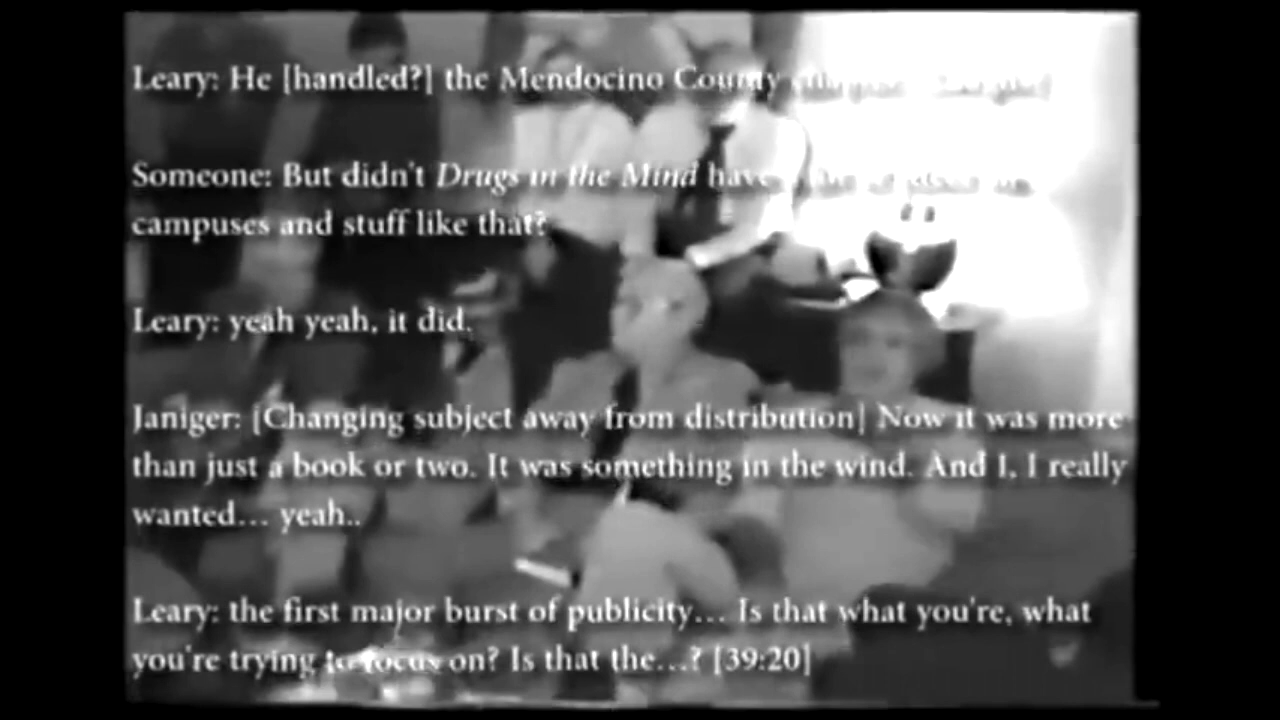 Leary: He [handled?] the Mendocino County
Someone: But didn't Drugs in the Mind have
campuses and stuff like that?
Leary: yeah yeah, it did.
Janiger: [Changing subject away from distribution] Now it was more
than just a book or two. It was something in the wind. And I, I really
wanted... yeah..
Leary: the first major burst of publicity... Is that what you're, what
you're trying to focus on? Is that the...? [39:20]